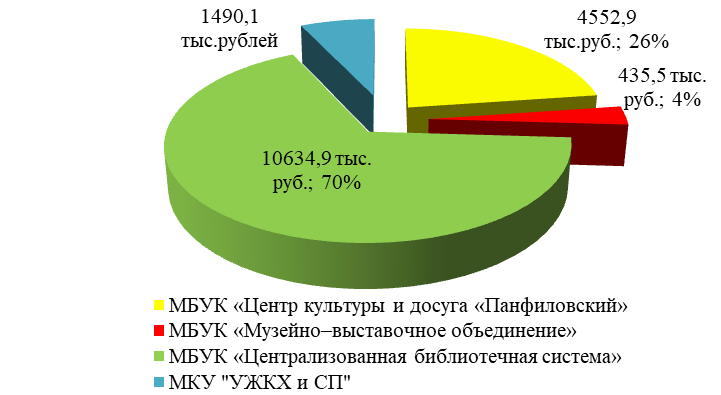 1490,1
тыс.рублей
4552,9
тыс.руб.; 26%
435,5 тыс.
руб.; 4%
10634,9 тыс.
руб.; 70%
МБУК «Центр культуры и досуга «Панфиловский»
МБУК «Музейно–выставочное объединение»
МБУК «Централизованная библиотечная система»
МКУ "УЖКХ и СП"